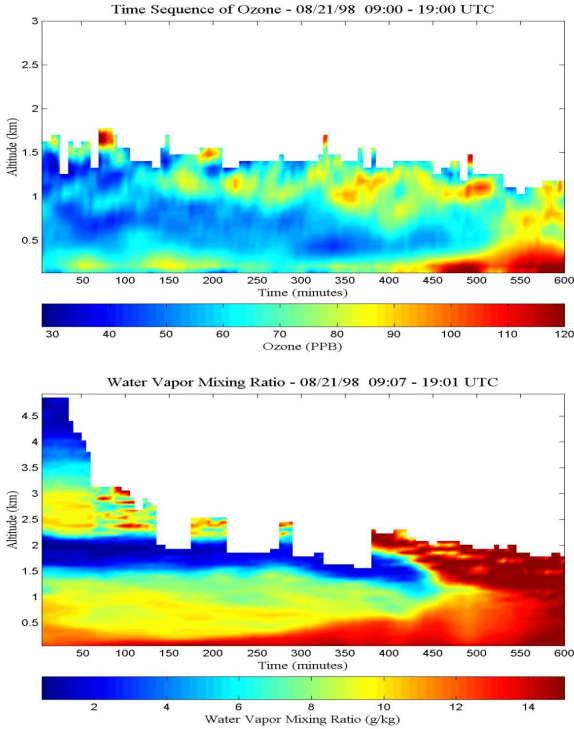 Time Sequence of Ozone - 08/21/98 09:00 - 19:00 UTC
3
2.5
2
1.5
1
0.5
Altitude (km)
50 100 150 200 250 300 350 400 450 500 550 600
Time (minutes)
30 40 50 60 70 80 90 100 110 120
Ozone (PPB)
Water Vapor Mixing Ratio - 08/21/98 09:07 - 19:01 UTC
4.5
4
3.5
3
2.5
2
1.5
1
0.5
Altitude (km)
50 100 150 200 250 300 350 400 450 500 550 600
Time (minutes)
2 4 6 8 10 12 14
Water Vapor Mixing Ratio (g/kg)